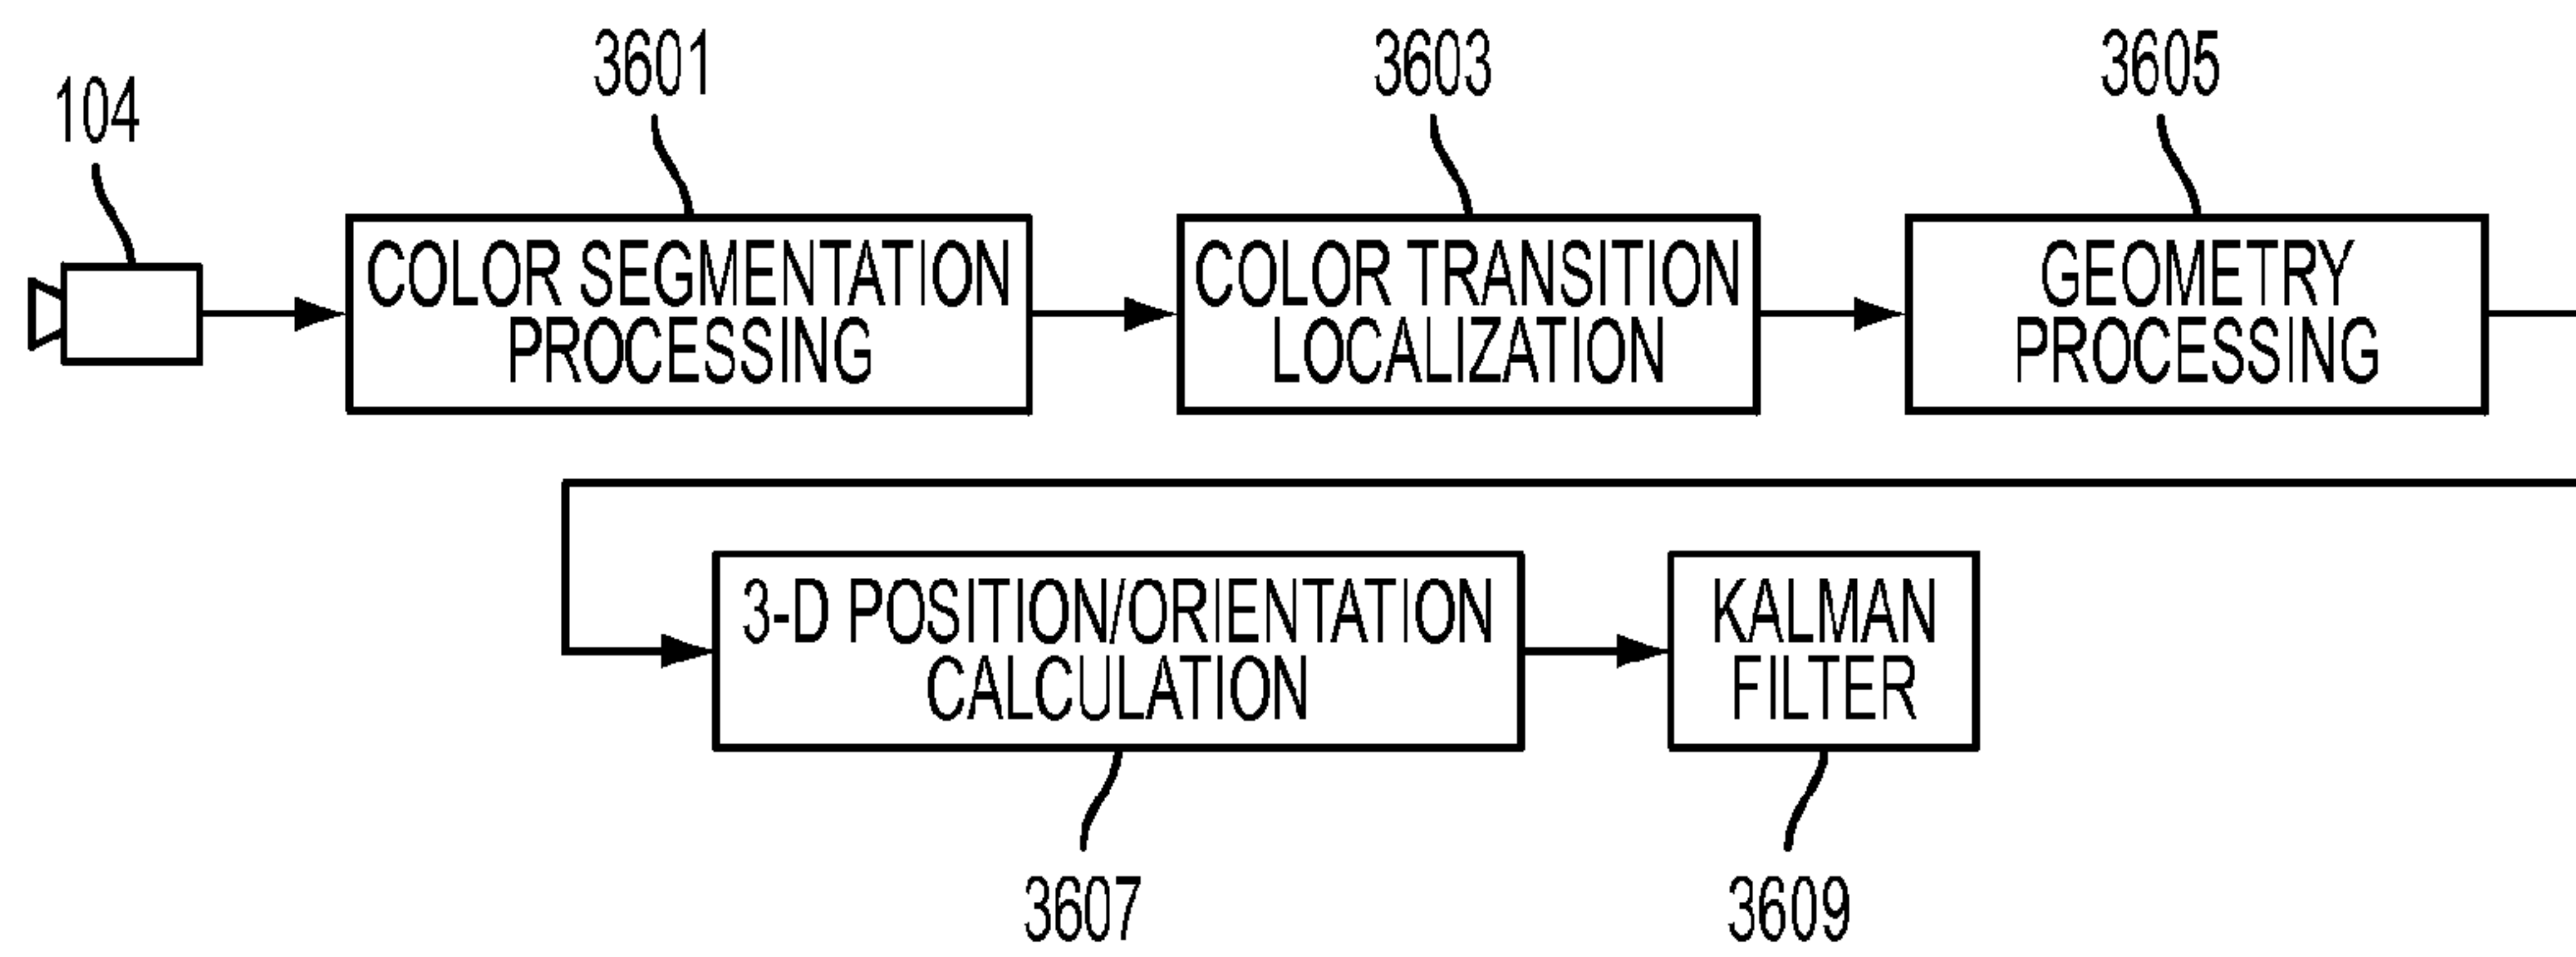 104
3601
3603
3605
COLOR SEGMENTATION
PROCESSING
COLOR TRANSITION
LOCALIZATION
GEOMETRY
PROCESSING
3-D POSITION/ORIENTATION
CALCULATION
KALMAN
FILTER
3607
3609